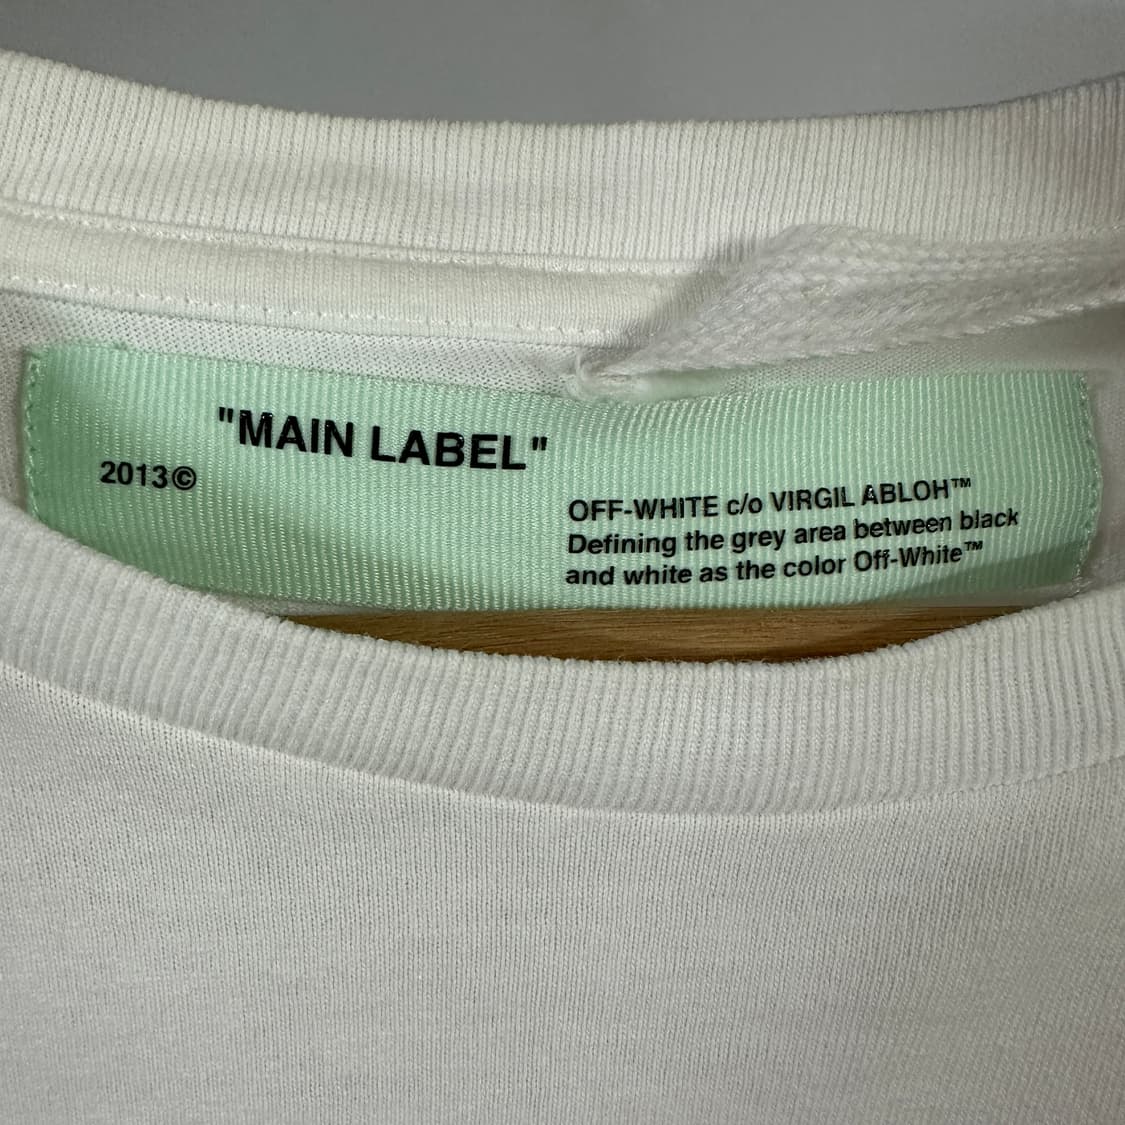 "MAIN LABEL"
2013©
OFF-WHITE c/o VIRGIL ABLOH™
Defining the grey area between black
and white as the color Off-White™